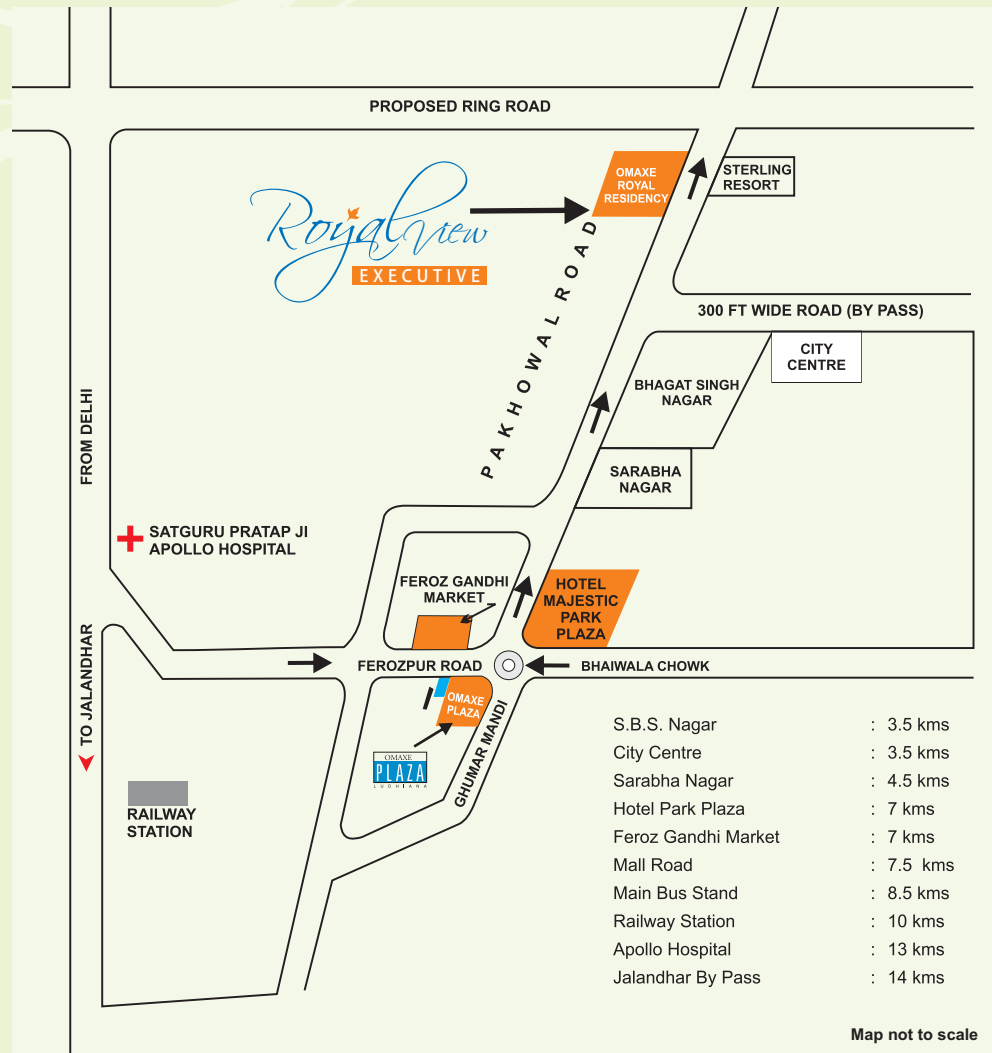 PROPOSED RING ROAD
OMAXE
ROYAL
RESIDENCY
STERLING
RESORT
Royal View
EXECUTIVE
PAKHOWAL ROAD
300 FT WIDE ROAD (BY PASS)
CITY
CENTRE
BHAGAT SINGH
NAGAR
FROM DELHI
SARABHA
NAGAR
SATGURU PRATAP JI
APOLLO HOSPITAL
FEROZ GANDHI
MARKET
HOTEL
MAJESTIC
PARK
PLAZA
TO JALANDHAR
FEROZPUR ROAD
BHAIWALA CHOWK
OMAXE
PLAZA
GHUMAR MANDI
OMAXE
PLAZA
LUDHIANA
RAILWAY
STATION
S.B.S. Nagar : 3.5 kms
City Centre : 3.5 kms
Sarabha Nagar : 4.5 kms
Hotel Park Plaza : 7 kms
Feroz Gandhi Market : 7 kms
Mall Road : 7.5 kms
Main Bus Stand : 8.5 kms
Railway Station : 10 kms
Apollo Hospital : 13 kms
Jalandhar By Pass : 14 kms
Map not to scale